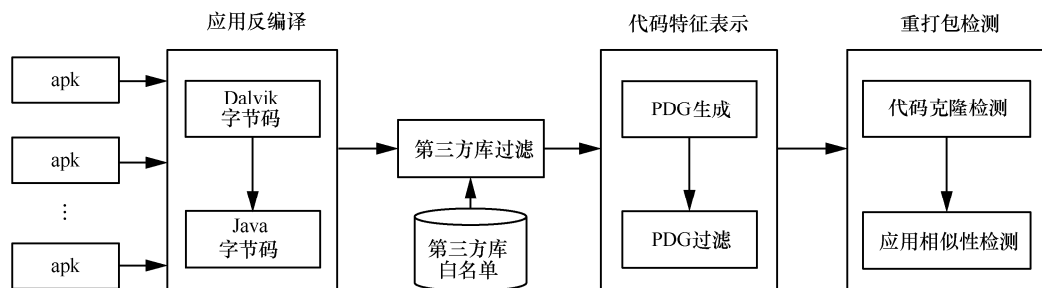 应用反编译
代码特征表示
重打包检测
apk
apk
⋮
apk
Dalvik
字节码
Java
字节码
第三方库过滤
第三方库
白名单
PDG生成
PDG过滤
代码克隆检测
应用相似性检测